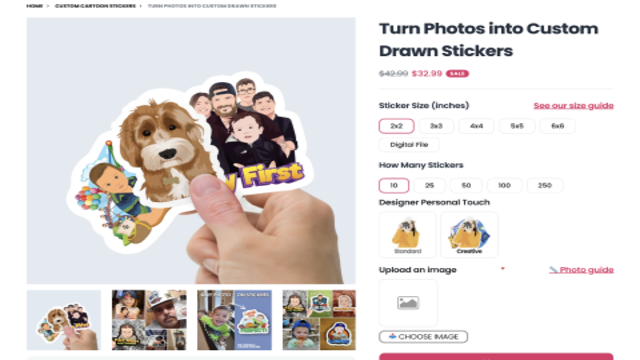 HOME > CUSTOM CARTOON STICKERS > TURN PHOTOS INTO CUSTOM DRAWN STICKERS
Turn Photos into Custom
Drawn Stickers
$42.99 $32.99 SALE
Sticker Size (inches) See our size guide
2x2 3x3 4x4 5x5 6x6
Digital File
How Many Stickers
10 25 50 100 250
Designer Personal Touch
Standard Creative
Upload an image * Photo guide
CHOOSE IMAGE
y First